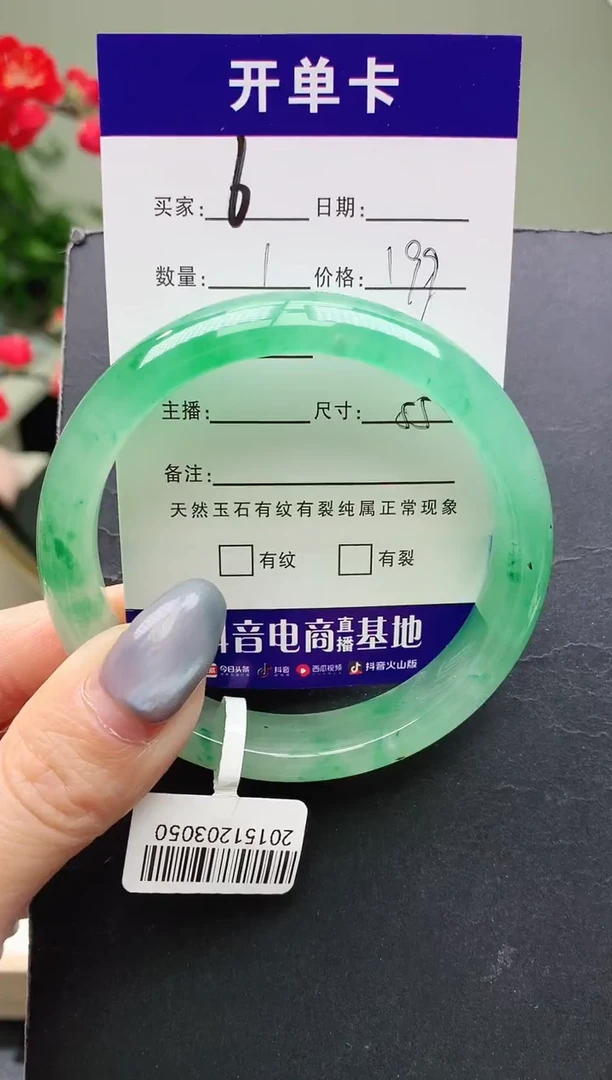 开单卡
买家: 6 日期:
数量: 1 价格: 199
主播: 尺寸: 55
备注:
天然玉石有纹有裂纯属正常现象
有纹 有裂
音电商直播基地
今日头条 抖音 西瓜视频 抖音火山版
20151203050